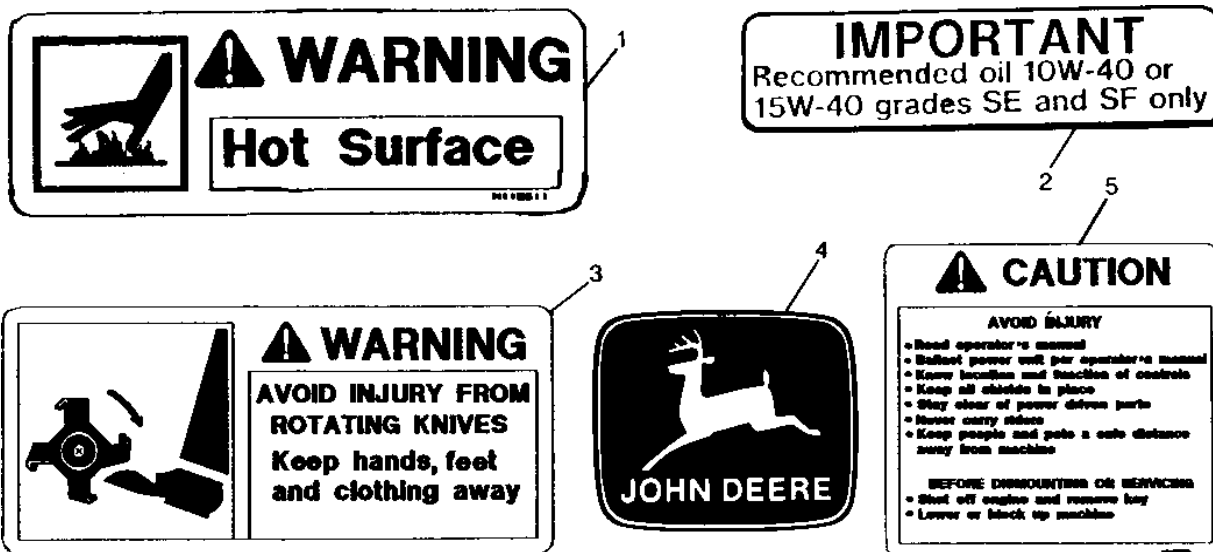 WARNING
Hot Surface
1
IMPORTANT
Recommended oil 10W-40 or
15W-40 grades SE and SF only
2
WARNING
AVOID INJURY FROM
ROTATING KNIVES
Keep hands, feet
and clothing away
3
JOHN DEERE
4
CAUTION
AVOID INJURY
• Read operator's manual
• Ballast power unit per operator's manual
• Know location and function of controls
• Keep all shields in place
• Stay clear of power driven parts
• Never carry riders
• Keep people and pets a safe distance
away from machine
BEFORE DISMOUNTING OR SERVICING
• Shut off engine and remove key
• Lower or block up machine
5